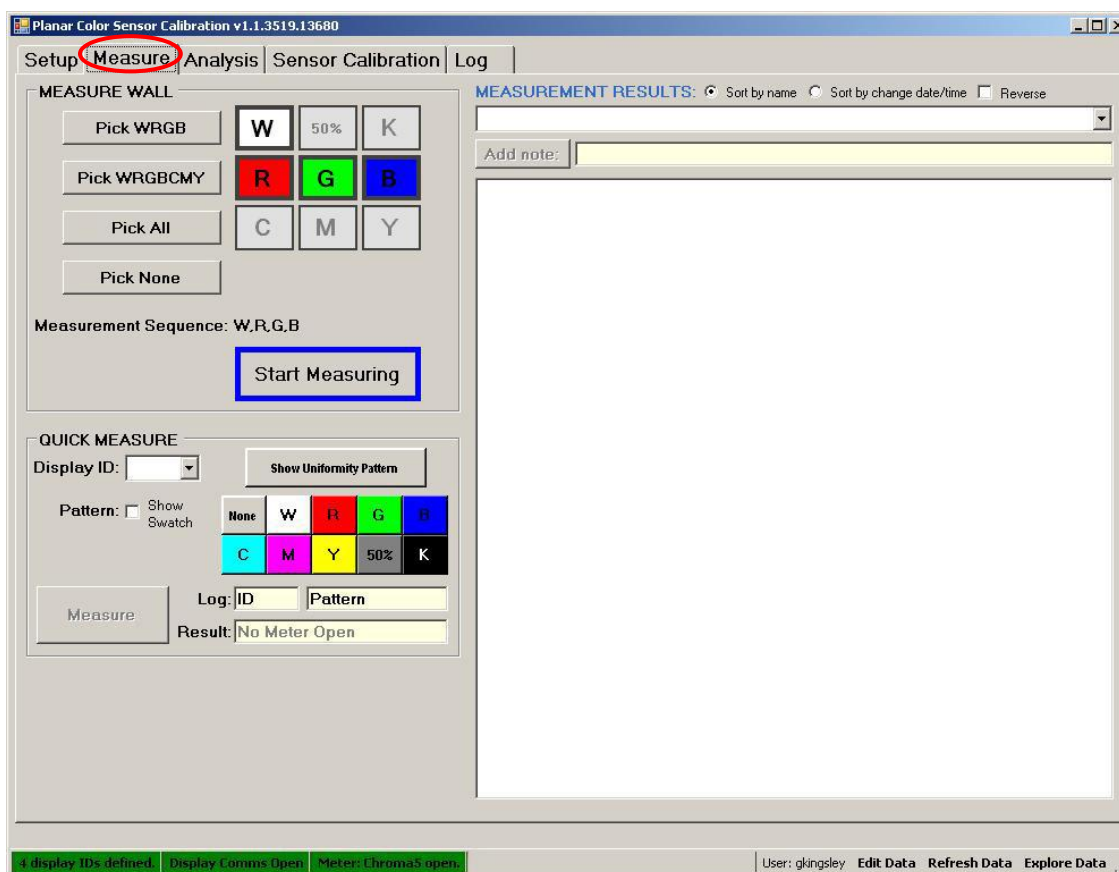 Planar Color Sensor Calibration v1.1.3519.13680
Setup Measure Analysis Sensor Calibration Log
MEASURE WALL
Pick WRGB W 50% K
Pick WRGBCMY R G B
Pick All C M Y
Pick None
Measurement Sequence: W,R,G,B
Start Measuring
QUICK MEASURE
Display ID: Show Uniformity Pattern
Pattern: Show Swatch
None W R G B
C M Y 50% K
Measure
Log: ID Pattern
Result: No Meter Open
MEASUREMENT RESULTS: Sort by name Sort by change date/time Reverse
Add note:
4 display IDs defined. Display Comms Open Meter: Chroma5 open. User: gkingsley Edit Data Refresh Data Explore Data